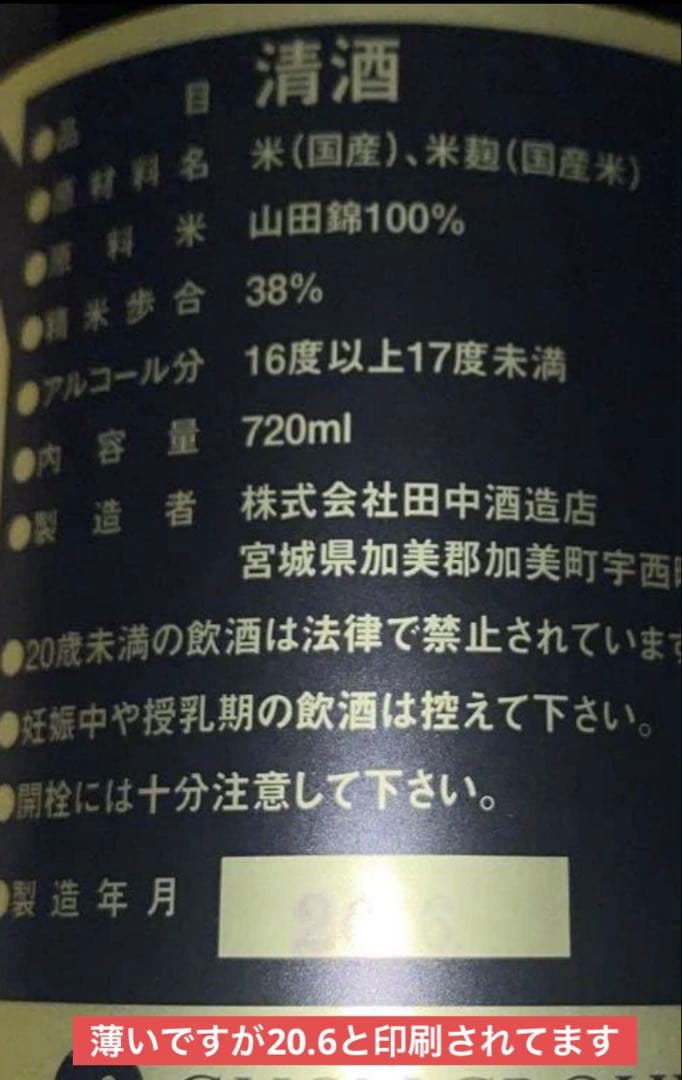 ●品目 清酒
●原材料名 米(国産)、米麹(国産米)
●原料米 山田錦100%
●精米歩合 38%
●アルコール分 16度以上17度未満
●内容量 720ml
●製造者 株式会社田中酒造店
宮城県加美郡加美町字西町
●20歳未満の飲酒は法律で禁止されています
●妊娠中や授乳期の飲酒は控えて下さい。
●開栓には十分注意して下さい。
●製造年月
薄いですが20.6と印刷されてます